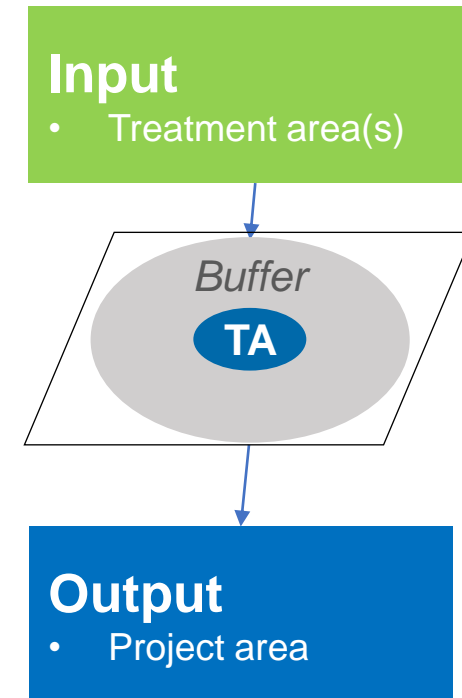 Input
• Treatment area(s)
Buffer
TA
Output
• Project area